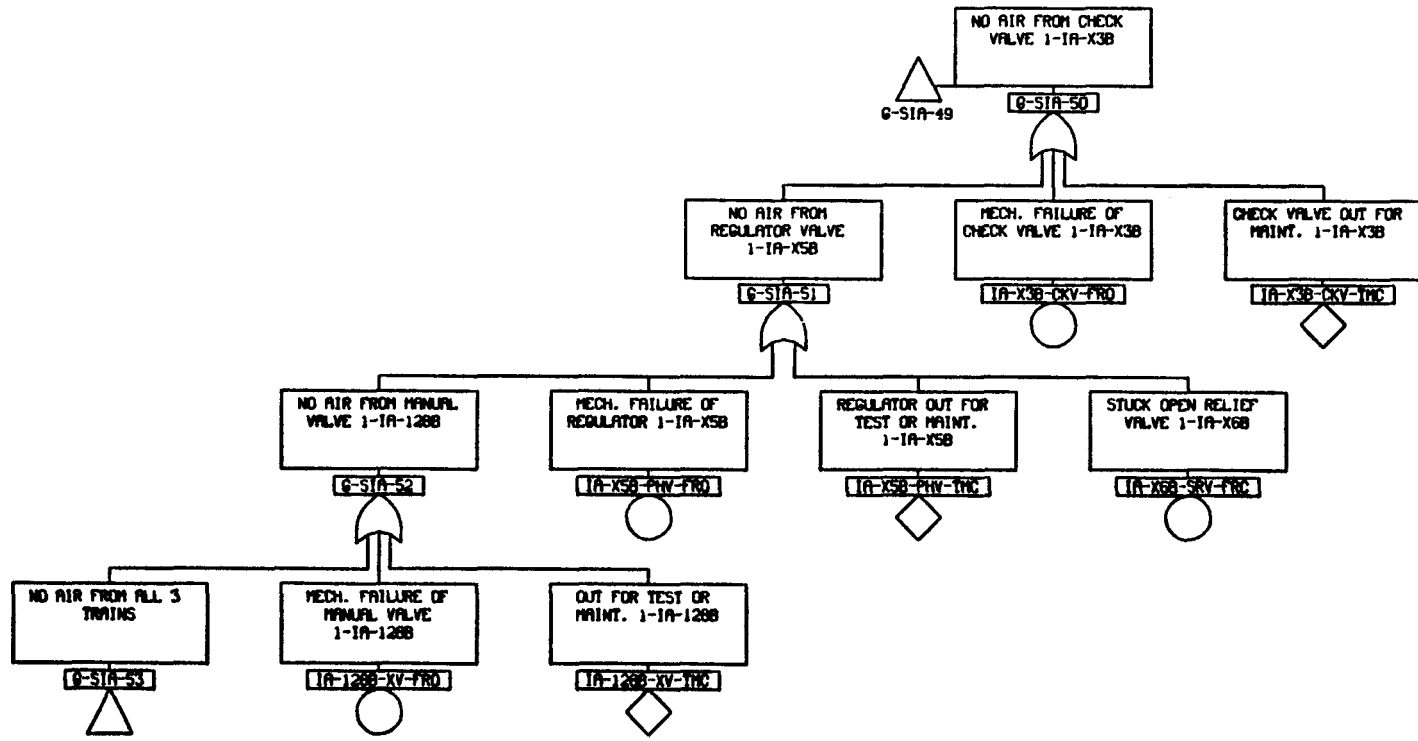 NO AIR FROM CHECK
VALVE 1-IA-X3B
G-SIA-49
G-SIA-50
NO AIR FROM
REGULATOR VALVE
1-IA-X5B
G-SIA-51
MECH. FAILURE OF
CHECK VALVE 1-IA-X3B
IA-X3B-CKV-FRO
CHECK VALVE OUT FOR
MAINT. 1-IA-X3B
IA-X3B-CKV-TMC
NO AIR FROM MANUAL
VALVE 1-IA-128B
G-SIA-52
MECH. FAILURE OF
REGULATOR 1-IA-X5B
IA-X5B-PHV-FRO
REGULATOR OUT FOR
TEST OR MAINT.
1-IA-X5B
IA-X5B-PHV-TMC
STUCK OPEN RELIEF
VALVE 1-IA-X6B
IA-X6B-SRV-FRC
NO AIR FROM ALL 3
TRAINS
G-SIA-53
MECH. FAILURE OF
MANUAL VALVE
1-IA-128B
IA-128B-XV-FRO
OUT FOR TEST OR
MAINT. 1-IA-128B
IA-128B-XV-TMC